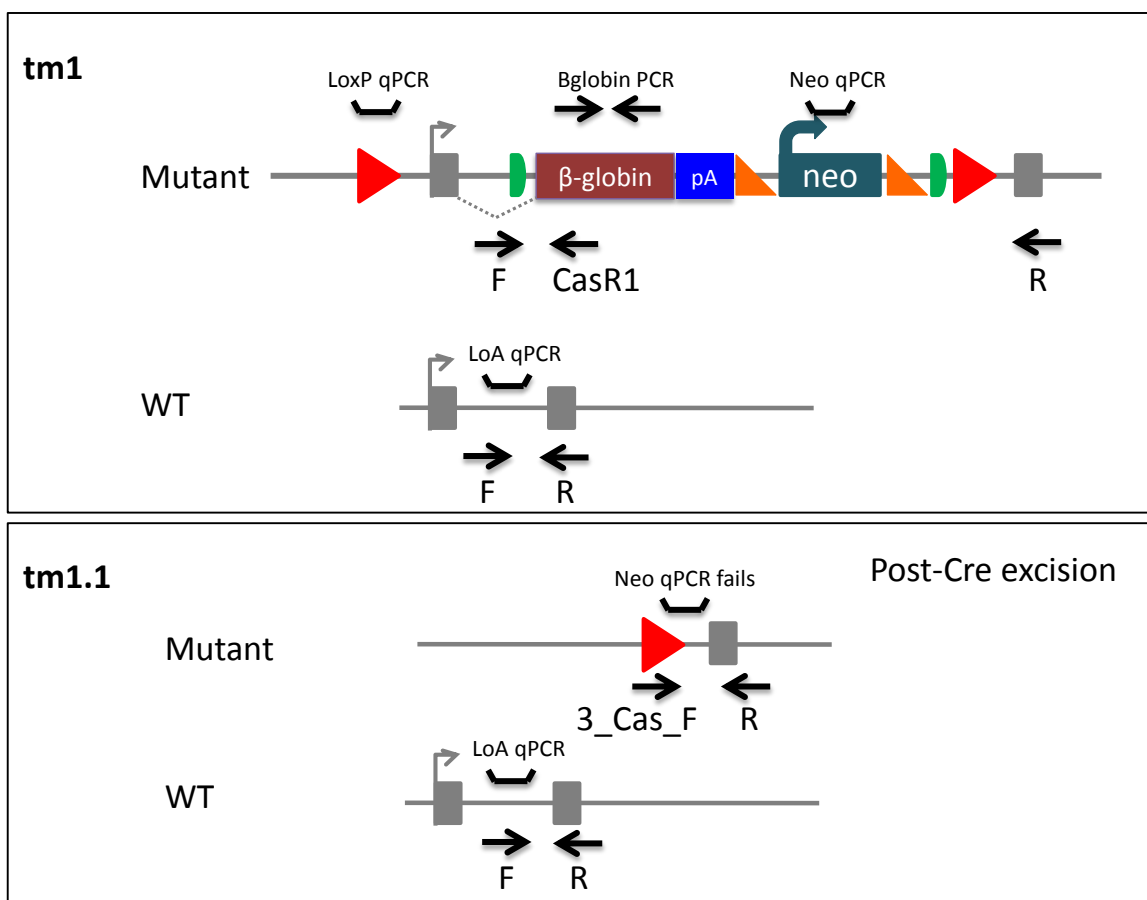 tm1
LoxP qPCR
Bglobin PCR
Neo qPCR
Mutant
β-globin
pA
neo
F
CasR1
R
LoA qPCR
WT
F
R
tm1.1
Post-Cre excision
Neo qPCR fails
Mutant
3_Cas_F
R
LoA qPCR
WT
F
R